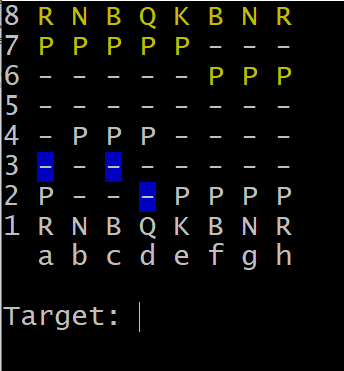 8 R N B Q K B N R
7 P P P P P - - -
6 - - - - - P P P
5 - - - - - - - -
4 - P P P - - - -
3 - - - - - - - -
2 P - - - P P P P
1 R N B Q K B N R
a b c d e f g h
Target: